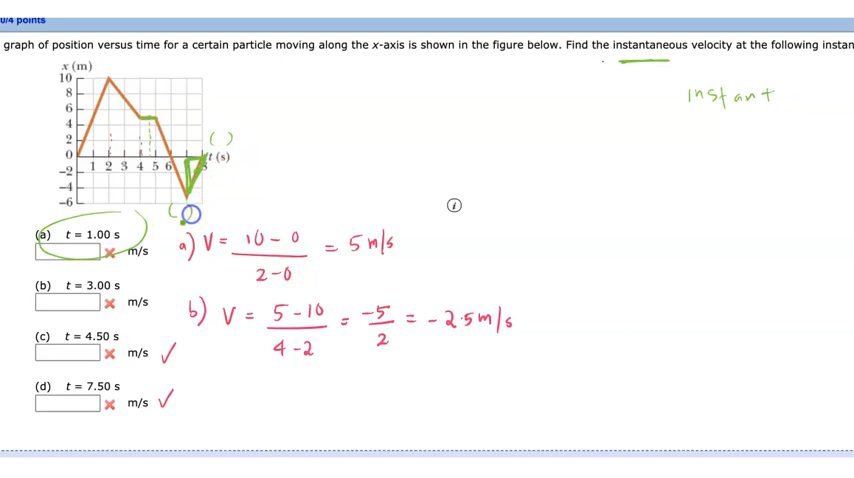 0/4 points
graph of position versus time for a certain particle moving along the x-axis is shown in the figure below. Find the instantaneous velocity at the following instan
instant
x (m)
10
8
6
4
2
0
−2
−4
−6
1 2 3 4 5 6 8
t (s)
( )
( )
(a) t = 1.00 s
m/s
(b) t = 3.00 s
m/s
(c) t = 4.50 s
m/s
(d) t = 7.50 s
m/s
a) V = 10 - 0 / 2 - 0 = 5 m/s
b) V = 5 - 10 / 4 - 2 = -5 / 2 = - 2.5 m/s